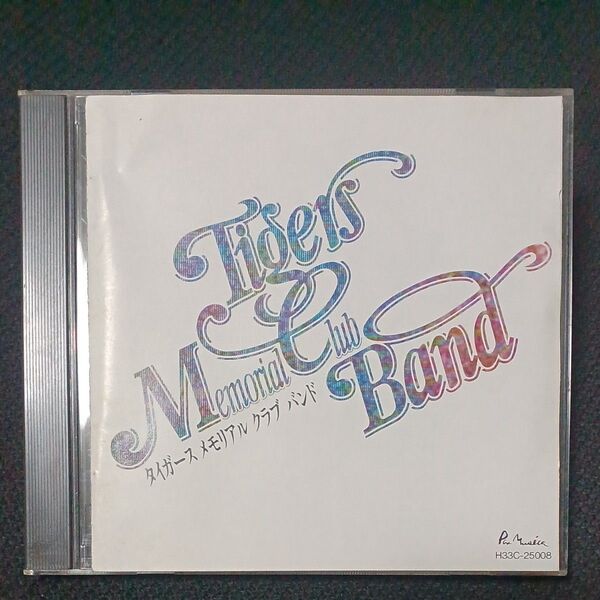 Tigers
Memorial Club
Band
タイガース メモリアル クラブ バンド
Pax Musica
H33C-25008